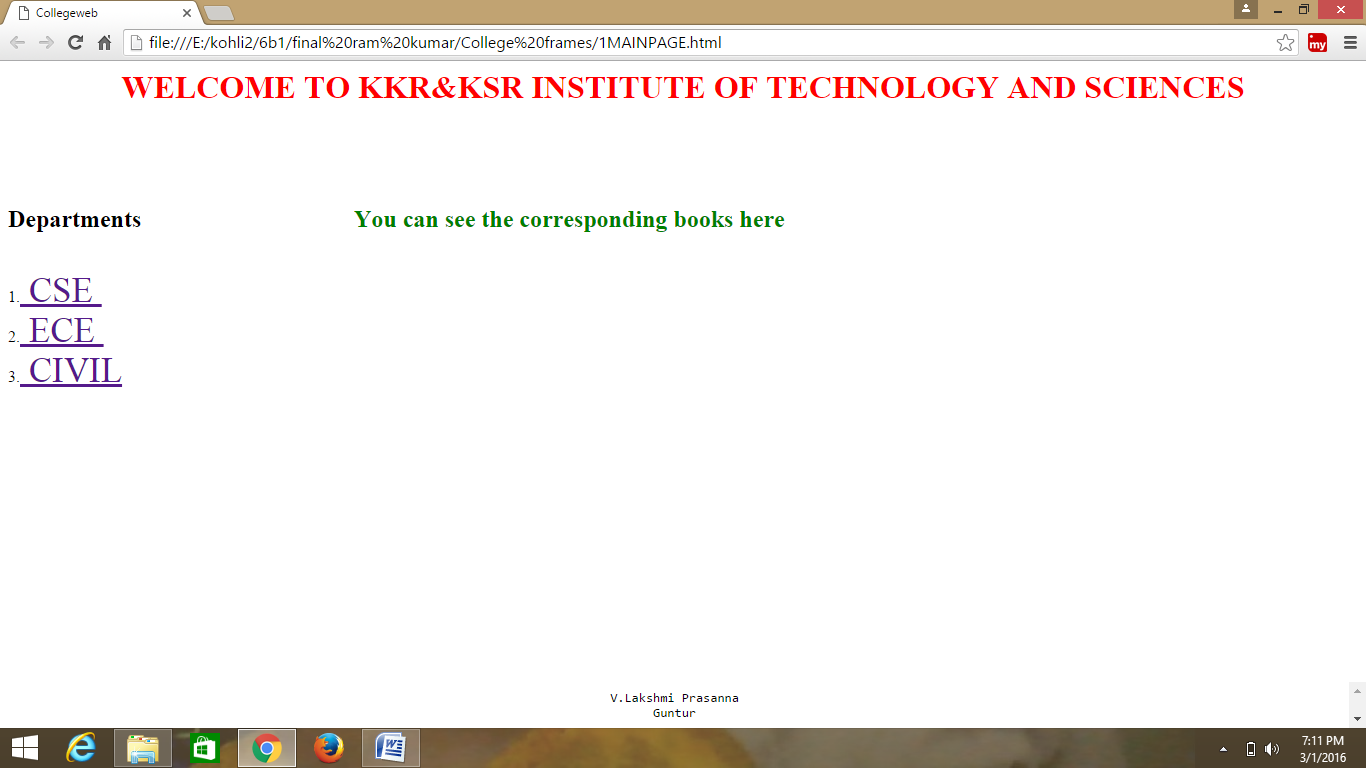 Collegeweb
file:///E:/kohli2/6b1/final%20ram%20kumar/College%20frames/1MAINPAGE.html
my
WELCOME TO KKR&KSR INSTITUTE OF TECHNOLOGY AND SCIENCES
Departments
You can see the corresponding books here
1. CSE
2. ECE
3. CIVIL
V.Lakshmi Prasanna
Guntur
7:11 PM
3/1/2016